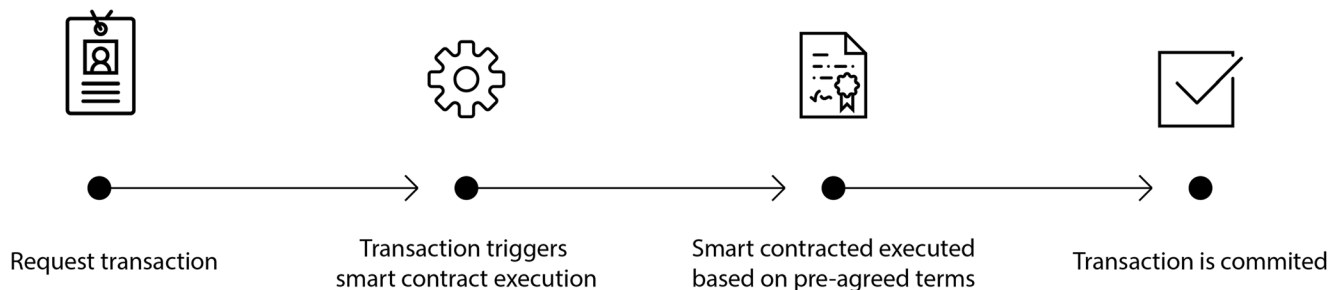 Request transaction
Transaction triggers
smart contract execution
Smart contracted executed
based on pre-agreed terms
Transaction is commited